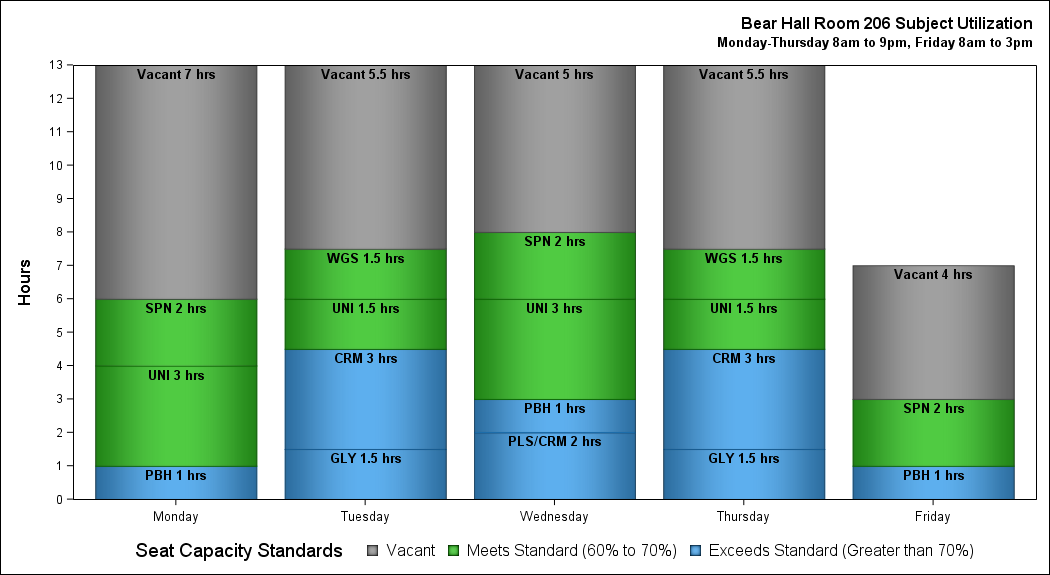 Bear Hall Room 206 Subject Utilization
Monday-Thursday 8am to 9pm, Friday 8am to 3pm
13
12
11
10
9
8
7
6
5
4
3
2
1
0
Hours
Vacant 7 hrs
SPN 2 hrs
UNI 3 hrs
PBH 1 hrs
Vacant 5.5 hrs
WGS 1.5 hrs
UNI 1.5 hrs
CRM 3 hrs
GLY 1.5 hrs
Vacant 5 hrs
SPN 2 hrs
UNI 3 hrs
PBH 1 hrs
PLS/CRM 2 hrs
Vacant 5.5 hrs
WGS 1.5 hrs
UNI 1.5 hrs
CRM 3 hrs
GLY 1.5 hrs
Vacant 4 hrs
SPN 2 hrs
PBH 1 hrs
Monday Tuesday Wednesday Thursday Friday
Seat Capacity Standards Vacant Meets Standard (60% to 70%) Exceeds Standard (Greater than 70%)